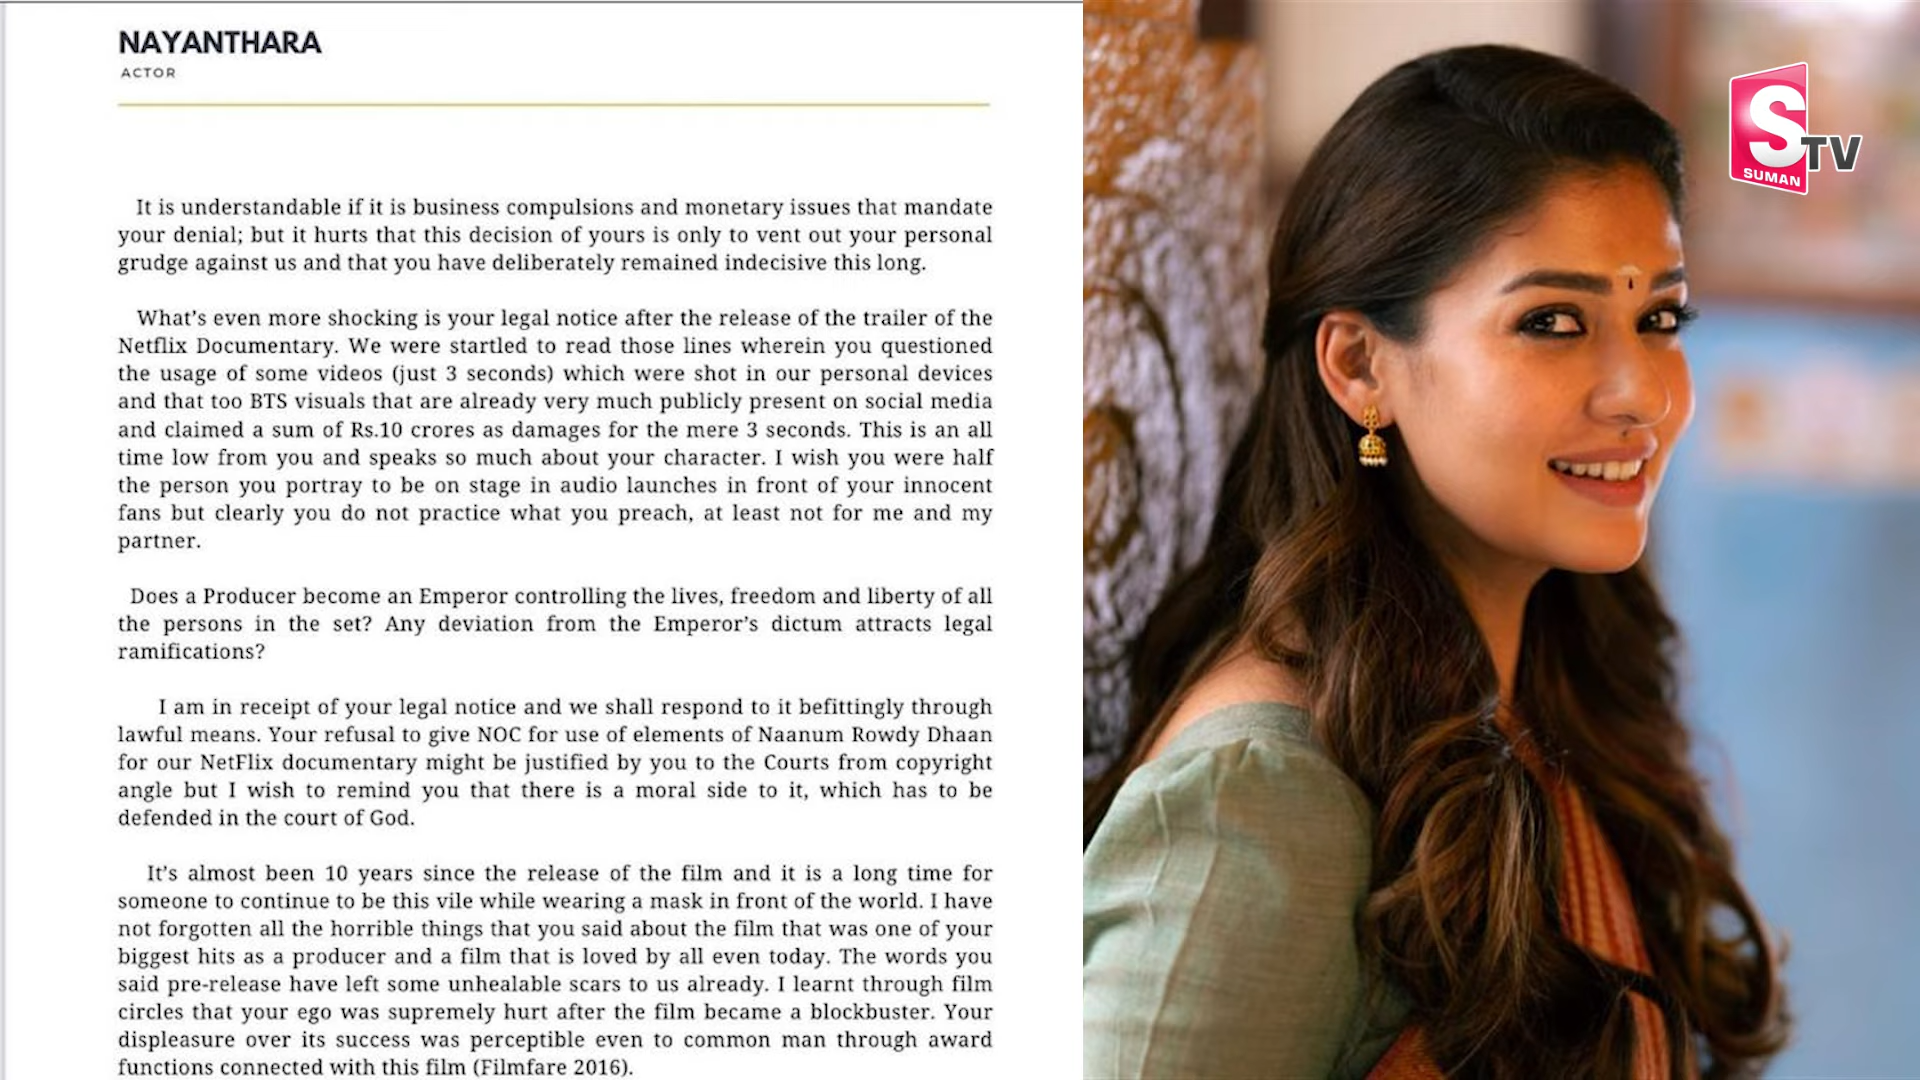 NAYANTHARA
ACTOR
It is understandable if it is business compulsions and monetary issues that mandate
your denial; but it hurts that this decision of yours is only to vent out your personal
grudge against us and that you have deliberately remained indecisive this long.
What's even more shocking is your legal notice after the release of the trailer of the
Netflix Documentary. We were startled to read those lines wherein you questioned
the usage of some videos (just 3 seconds) which were shot in our personal devices
and that too BTS visuals that are already very much publicly present on social media
and claimed a sum of Rs.10 crores as damages for the mere 3 seconds. This is an all
time low from you and speaks so much about your character. I wish you were half
the person you portray to be on stage in audio launches in front of your innocent
fans but clearly you do not practice what you preach, at least not for me and my
partner.
Does a Producer become an Emperor controlling the lives, freedom and liberty of all
the persons in the set? Any deviation from the Emperor's dictum attracts legal
ramifications?
I am in receipt of your legal notice and we shall respond to it befittingly through
lawful means. Your refusal to give NOC for use of elements of Naanum Rowdy Dhaan
for our NetFlix documentary might be justified by you to the Courts from copyright
angle but I wish to remind you that there is a moral side to it, which has to be
defended in the court of God.
It's almost been 10 years since the release of the film and it is a long time for
someone to continue to be this vile while wearing a mask in front of the world. I have
not forgotten all the horrible things that you said about the film that was one of your
biggest hits as a producer and a film that is loved by all even today. The words you
said pre-release have left some unhealable scars to us already. I learnt through film
circles that your ego was supremely hurt after the film became a blockbuster. Your
displeasure over its success was perceptible even to common man through award
functions connected with this film (Filmfare 2016).
S TV
SUMAN